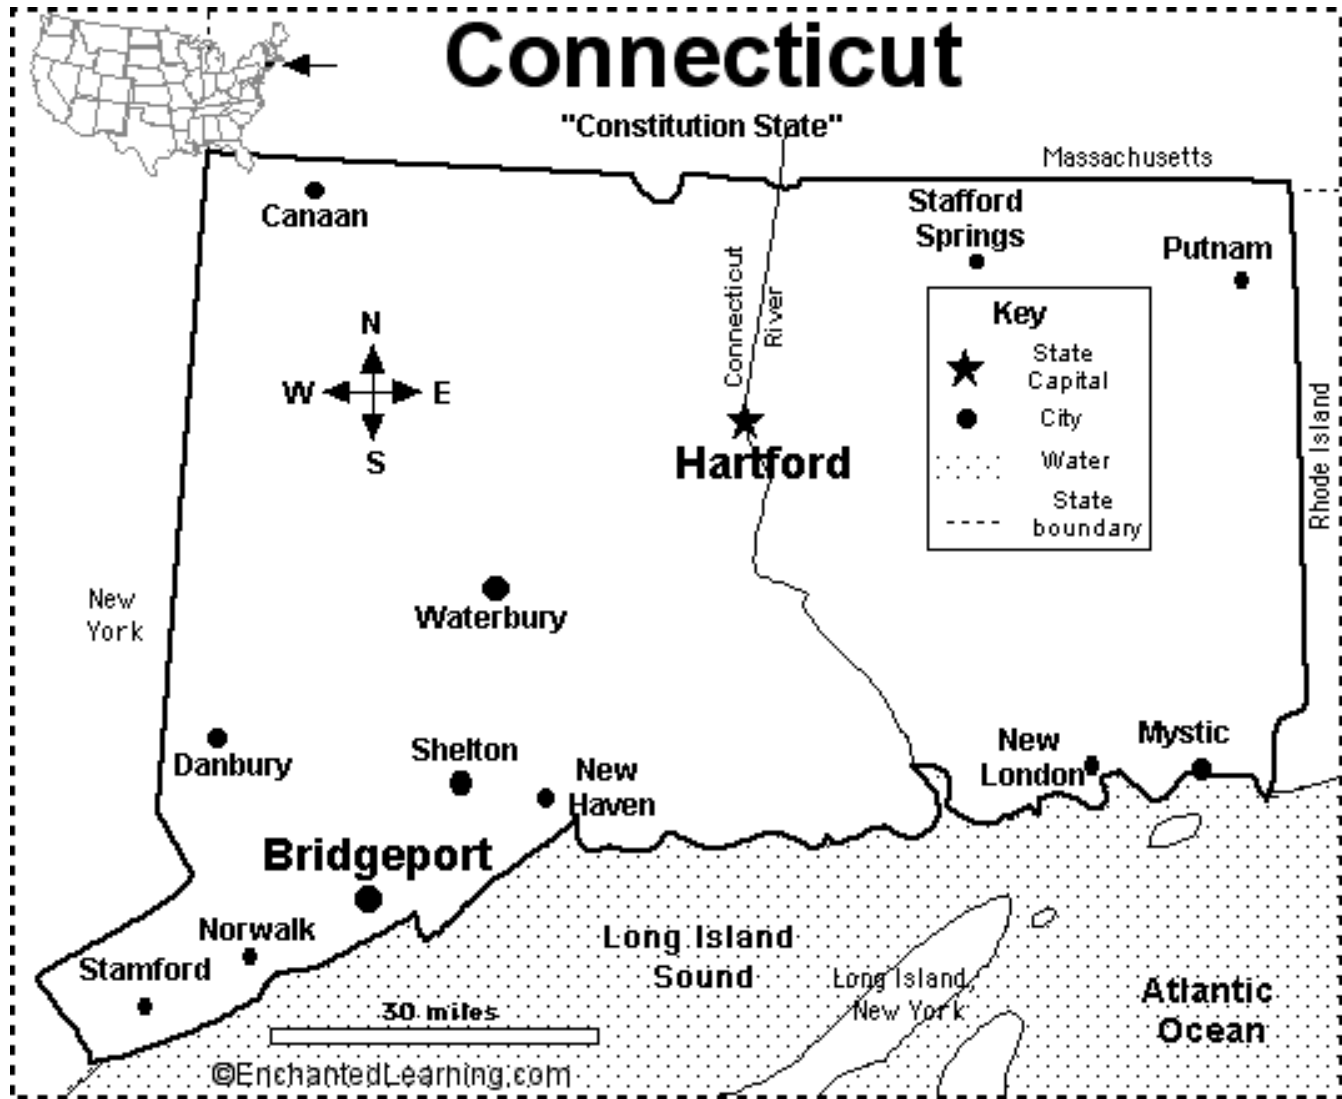 Connecticut
"Constitution State"
Massachusetts
Canaan
Stafford
Springs
Putnam
Connecticut
River
N
W
E
S
Key
State
Capital
City
Water
State
boundary
Rhode Island
Hartford
New
York
Waterbury
Danbury
Shelton
New
Haven
New
London
Mystic
Bridgeport
Norwalk
Stamford
Long Island
Sound
Long Island,
New York
Atlantic
Ocean
30 miles
©EnchantedLearning.com